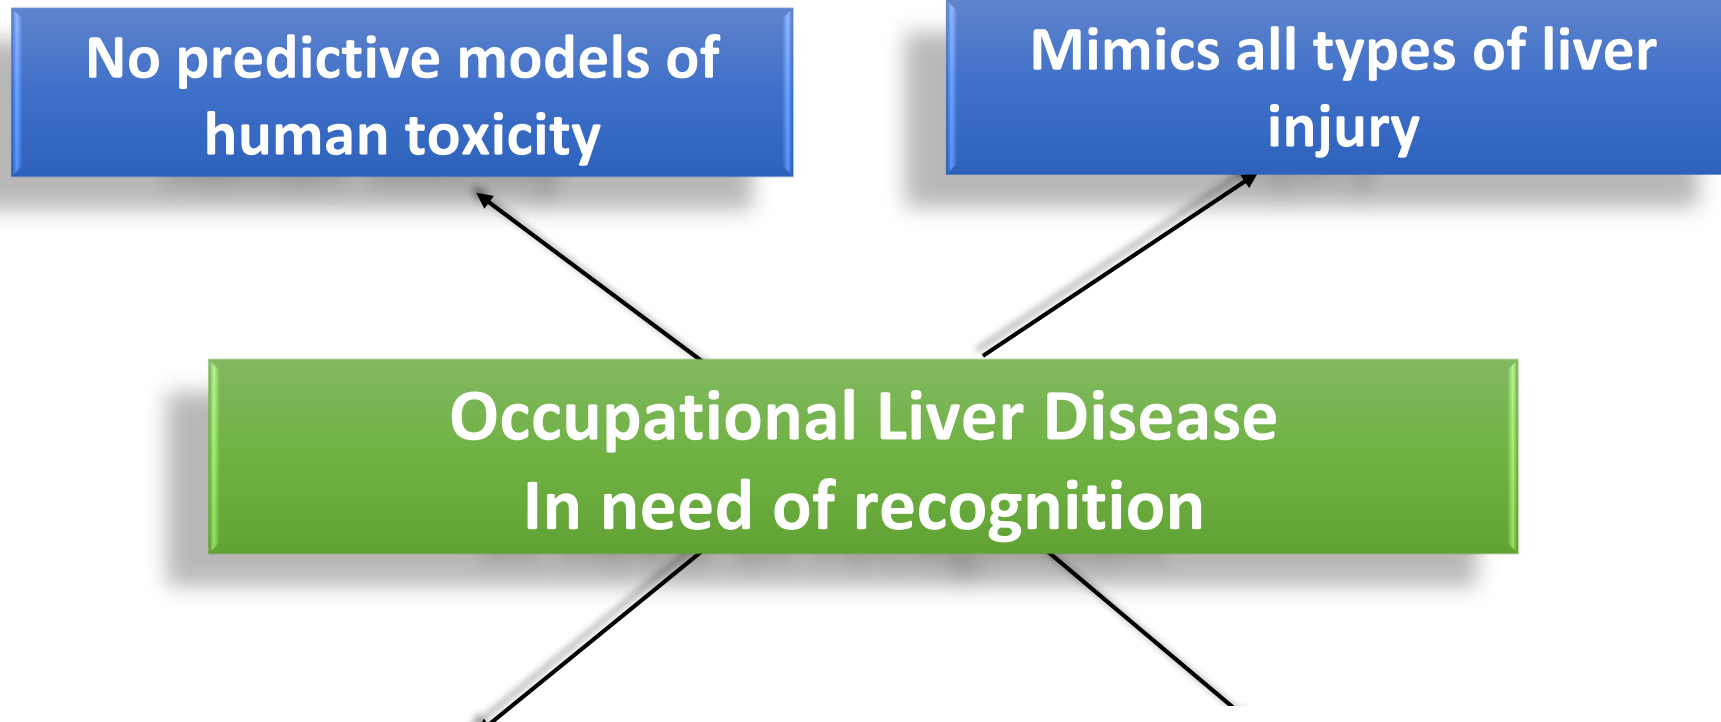 No predictive models of
human toxicity
Mimics all types of liver
injury
Occupational Liver Disease
In need of recognition